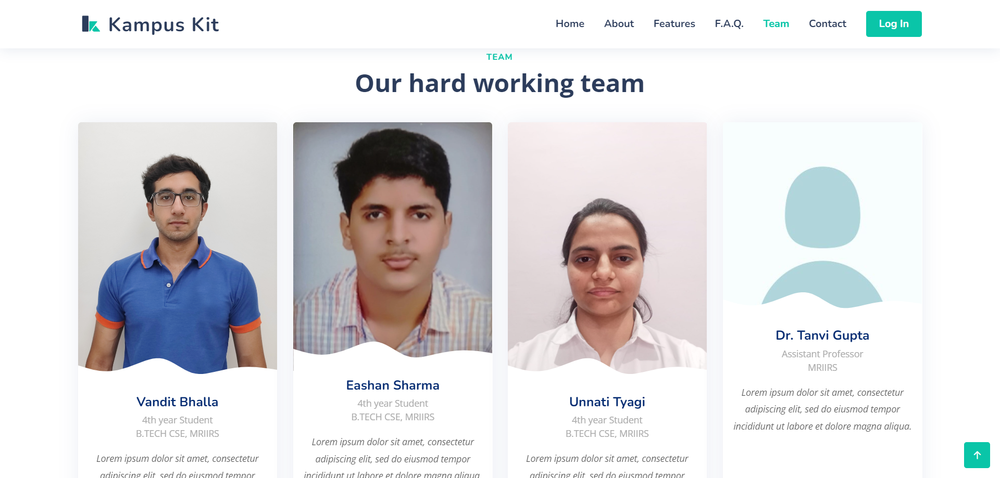 Kampus Kit
Home About Features F.A.Q. Team Contact Log In
TEAM
Our hard working team
Vandit Bhalla
4th year Student
B.TECH CSE, MRIIRS
Lorem ipsum dolor sit amet, consectetur
adipiscing elit, sed do eiusmod tempor
Eashan Sharma
4th year Student
B.TECH CSE, MRIIRS
Lorem ipsum dolor sit amet, consectetur
adipiscing elit, sed do eiusmod tempor
incididunt ut labore et dolore magna aliqua.
Unnati Tyagi
4th year Student
B.TECH CSE, MRIIRS
Lorem ipsum dolor sit amet, consectetur
adipiscing elit, sed do eiusmod tempor
Dr. Tanvi Gupta
Assistant Professor
MRIIRS
Lorem ipsum dolor sit amet, consectetur
adipiscing elit, sed do eiusmod tempor
incididunt ut labore et dolore magna aliqua.